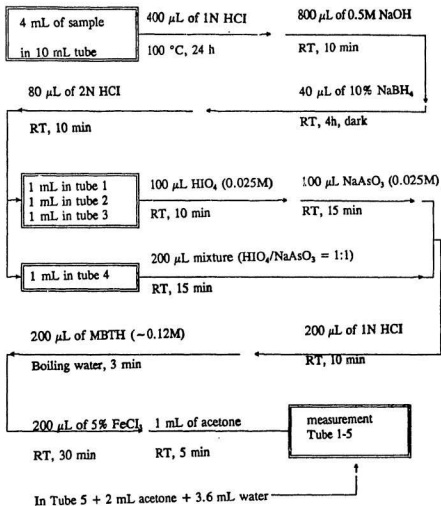 4 mL of sample
in 10 mL tube
400 µL of 1N HCl
100 °C, 24 h
800 µL of 0.5M NaOH
RT, 10 min
40 µL of 10% NaBH₄
RT, 4h, dark
80 µL of 2N HCl
RT, 10 min
1 mL in tube 1
1 mL in tube 2
1 mL in tube 3
100 µL HIO₄ (0.025M)
RT, 10 min
100 µL NaAsO₃ (0.025M)
RT, 15 min
1 mL in tube 4
200 µL mixture (HIO₄/NaAsO₃ = 1:1)
RT, 15 min
200 µL of 1N HCl
RT, 10 min
200 µL of MBTH (~0.12M)
Boiling water, 3 min
200 µL of 5% FeCl₃
RT, 30 min
1 mL of acetone
RT, 5 min
measurement
Tube 1-5
In Tube 5 + 2 mL acetone + 3.6 mL water